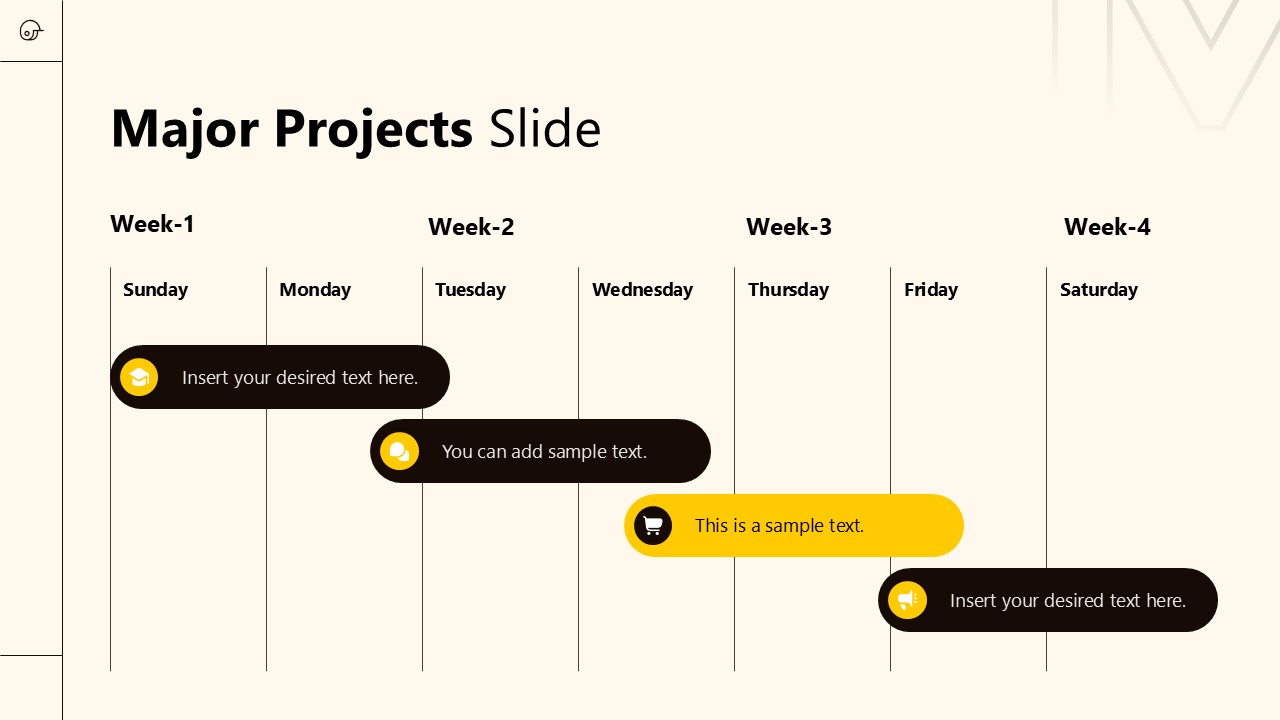 Major Projects Slide
Week-1 Week-2 Week-3 Week-4
Sunday Monday Tuesday Wednesday Thursday Friday Saturday
Insert your desired text here.
You can add sample text.
This is a sample text.
Insert your desired text here.